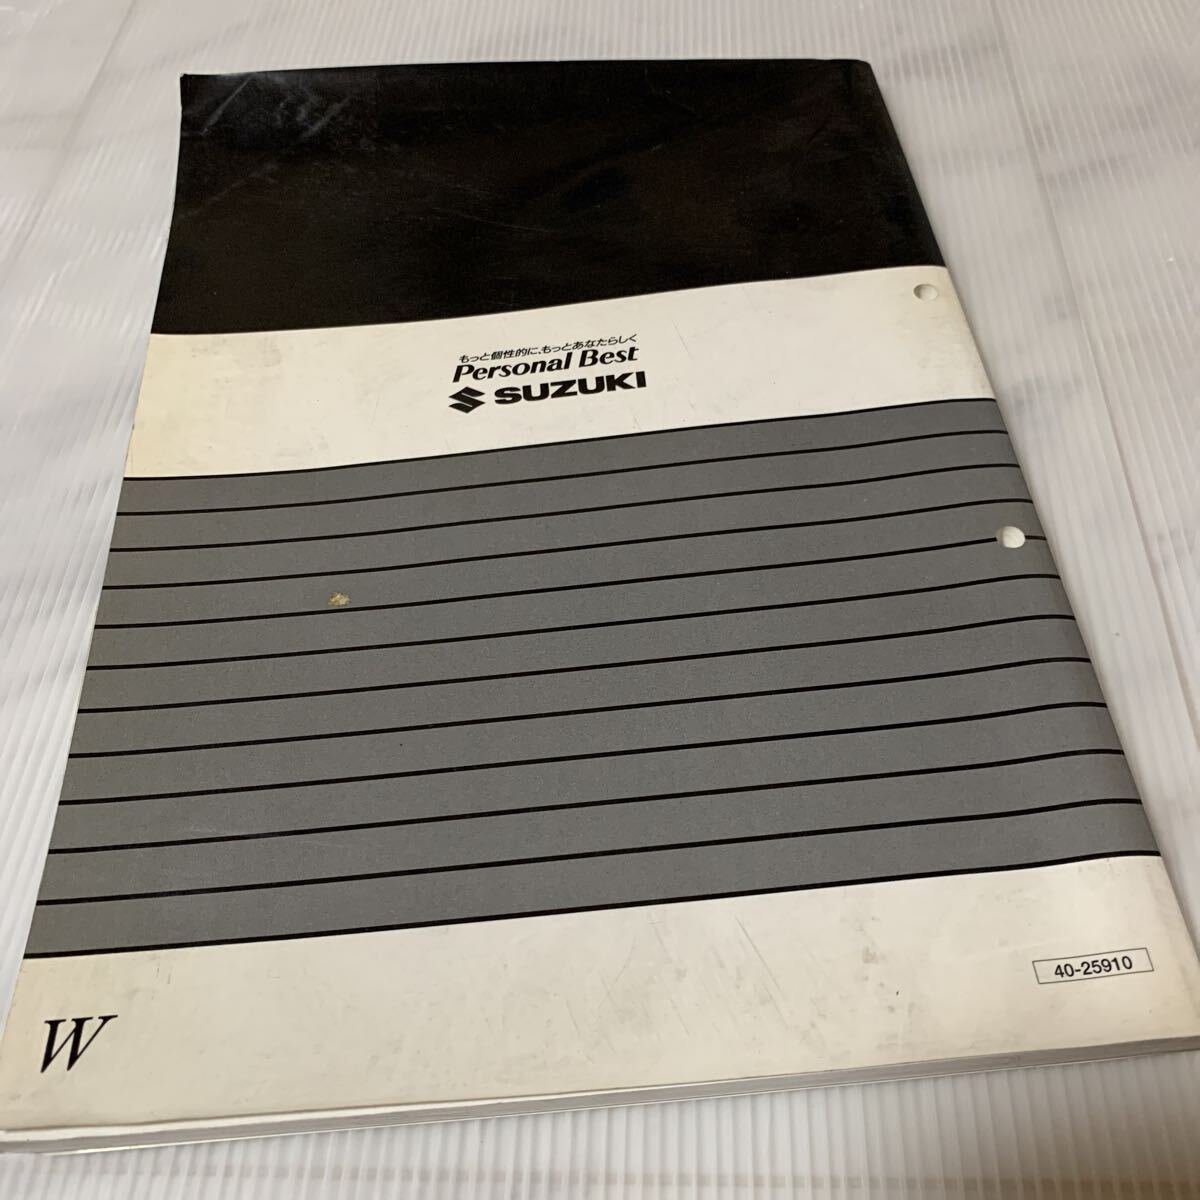 もっと個性的に、もっとあなたらしく
Personal Best
SUZUKI
40-25910
W